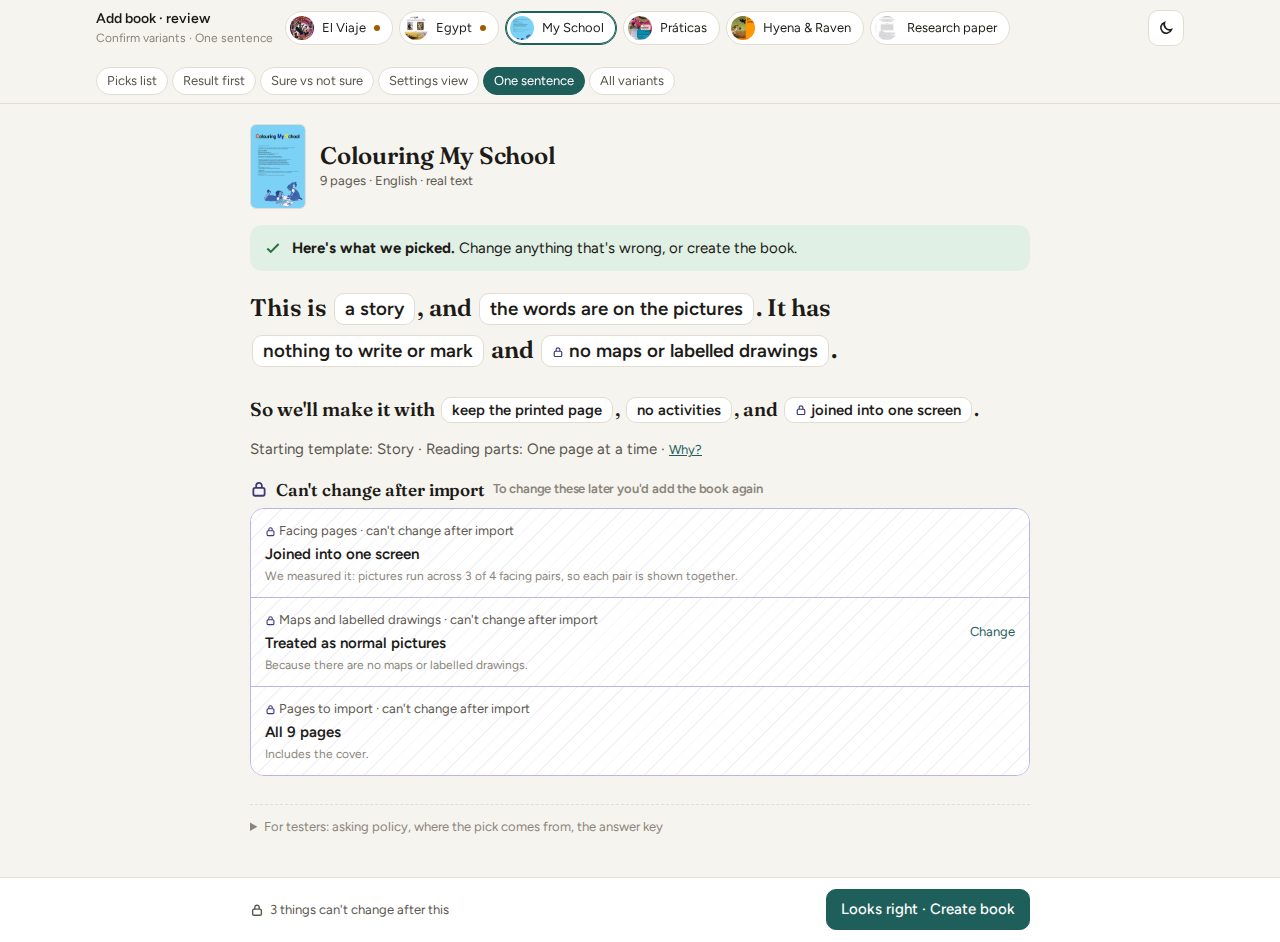 Add book · review
Confirm variants · One sentence
El Viaje
Egypt
My School
Práticas
Hyena & Raven
Research paper
Picks list
Result first
Sure vs not sure
Settings view
One sentence
All variants
Colouring My School
Colouring My School
9 pages · English · real text
Here's what we picked. Change anything that's wrong, or create the book.
This is a story , and the words are on the pictures . It has
nothing to write or mark and no maps or labelled drawings .
So we'll make it with keep the printed page , no activities , and joined into one screen .
Starting template: Story · Reading parts: One page at a time · Why?
Can't change after import To change these later you'd add the book again
Facing pages · can't change after import
Joined into one screen
We measured it: pictures run across 3 of 4 facing pairs, so each pair is shown together.
Maps and labelled drawings · can't change after import
Treated as normal pictures
Change
Because there are no maps or labelled drawings.
Pages to import · can't change after import
All 9 pages
Includes the cover.
For testers: asking policy, where the pick comes from, the answer key
3 things can't change after this
Looks right · Create book